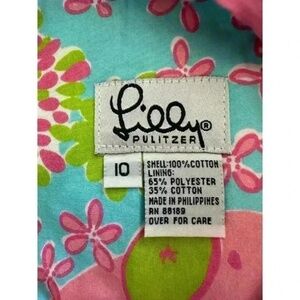 Lilly®
PULITZER
10
SHELL:100%COTTON
LINING:
65% POLYESTER
35% COTTON
MADE IN PHILIPPINES
RN 88189
OVER FOR CARE